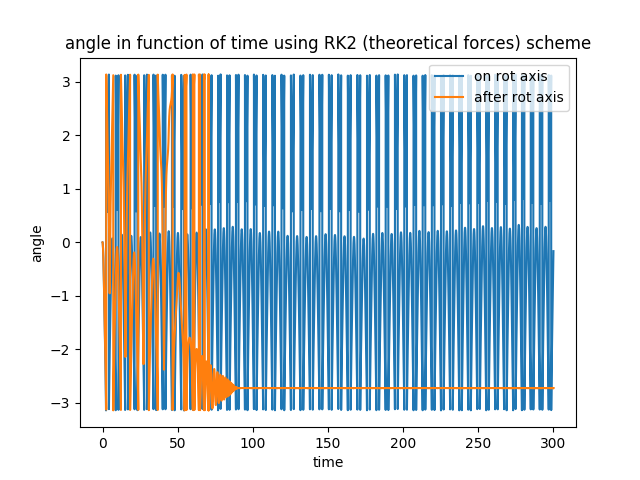 angle in function of time using RK2 (theoretical forces) scheme
on rot axis
after rot axis
3
2
1
0
−1
−2
−3
angle
0
50
100
150
200
250
300
time